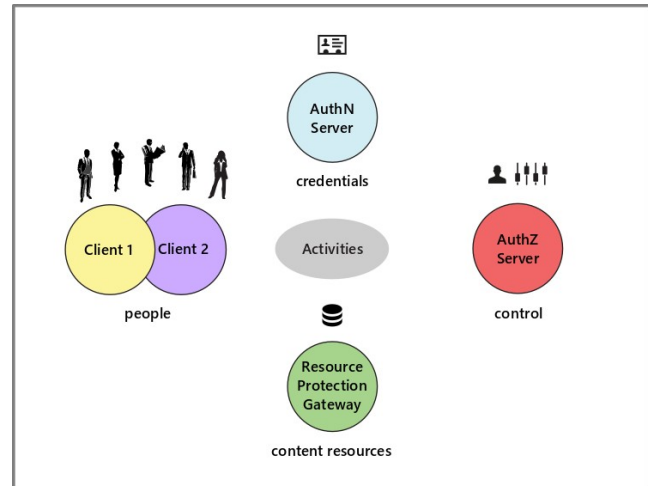 AuthN
Server
credentials
Client 1
Client 2
people
Activities
AuthZ
Server
control
Resource
Protection
Gateway
content resources